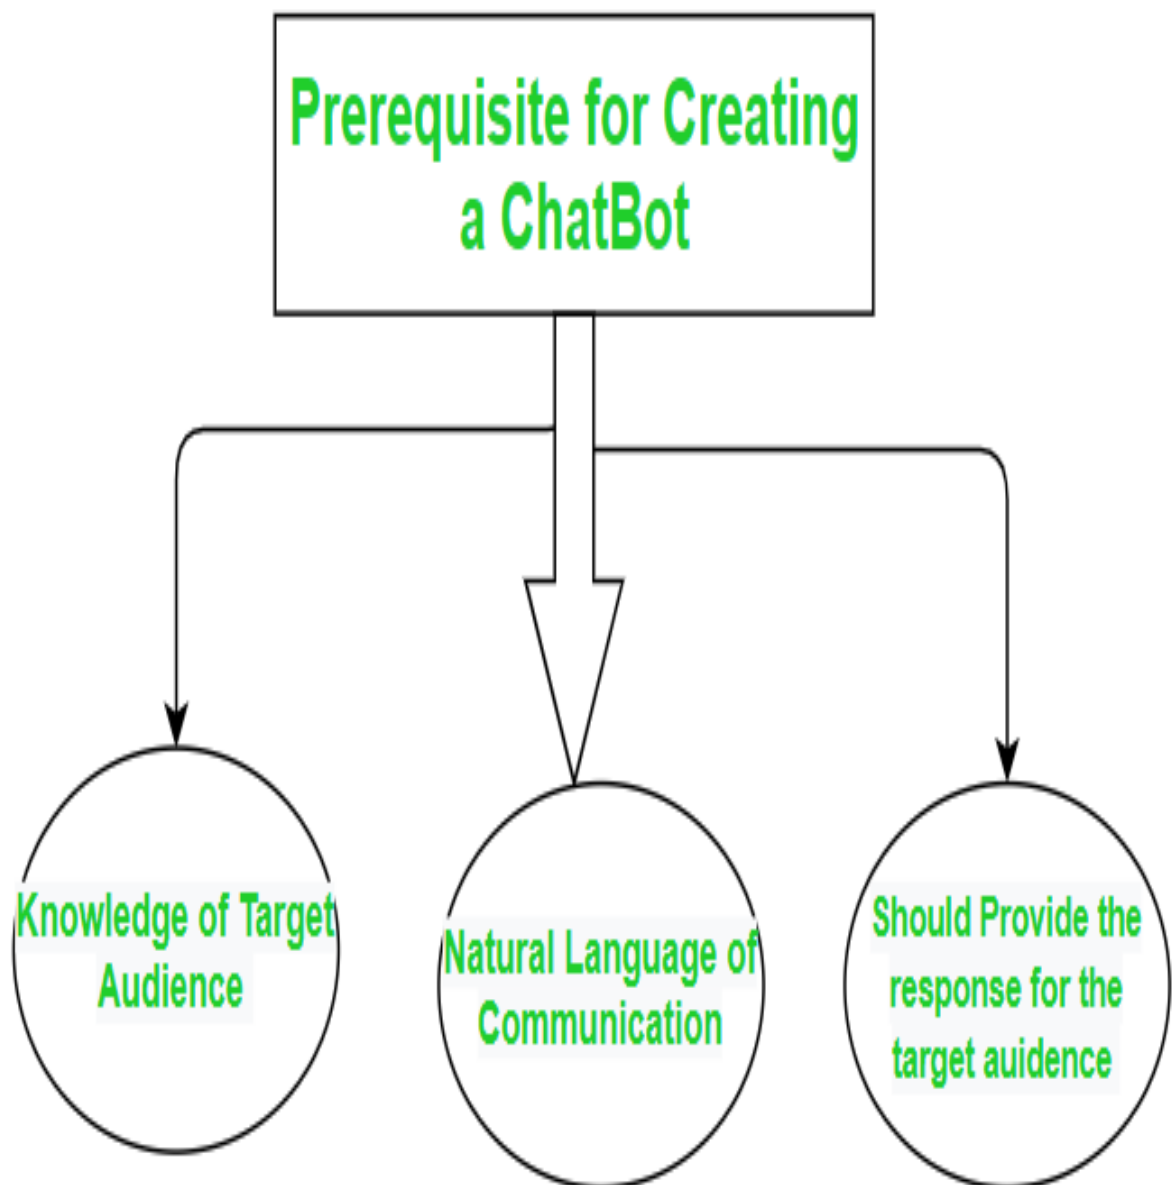 Prerequisite for Creating
a ChatBot
Knowledge of Target
Audience
Natural Language of
Communication
Should Provide the
response for the
target auidence